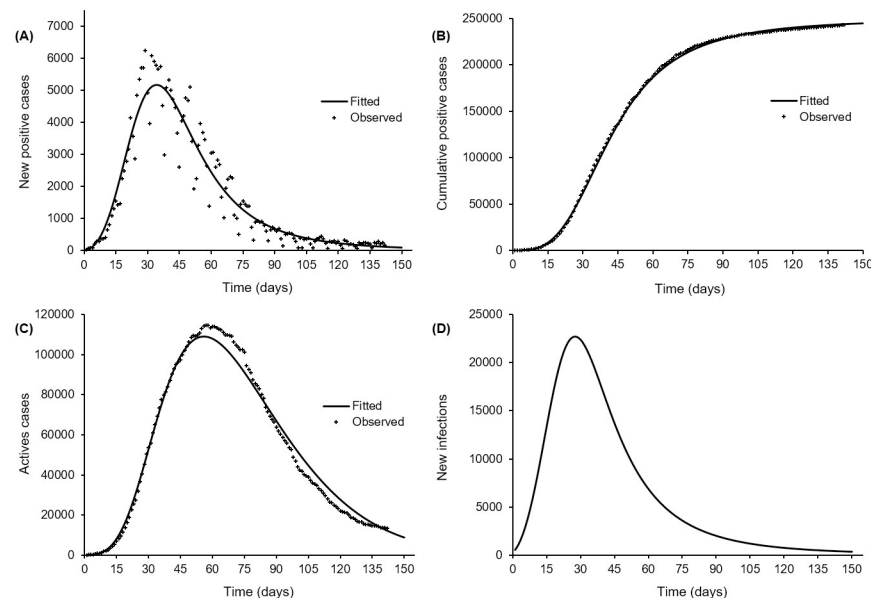 (A)
New positive cases
7000
6000
5000
4000
3000
2000
1000
0
0 15 30 45 60 75 90 105 120 135 150
Time (days)
Fitted
Observed
(B)
Cumulative positive cases
250000
200000
150000
100000
50000
0
0 15 30 45 60 75 90 105 120 135 150
Time (days)
Fitted
Observed
(C)
Actives cases
120000
100000
80000
60000
40000
20000
0
0 15 30 45 60 75 90 105 120 135 150
Time (days)
Fitted
Observed
(D)
New infections
25000
20000
15000
10000
5000
0
0 15 30 45 60 75 90 105 120 135 150
Time (days)